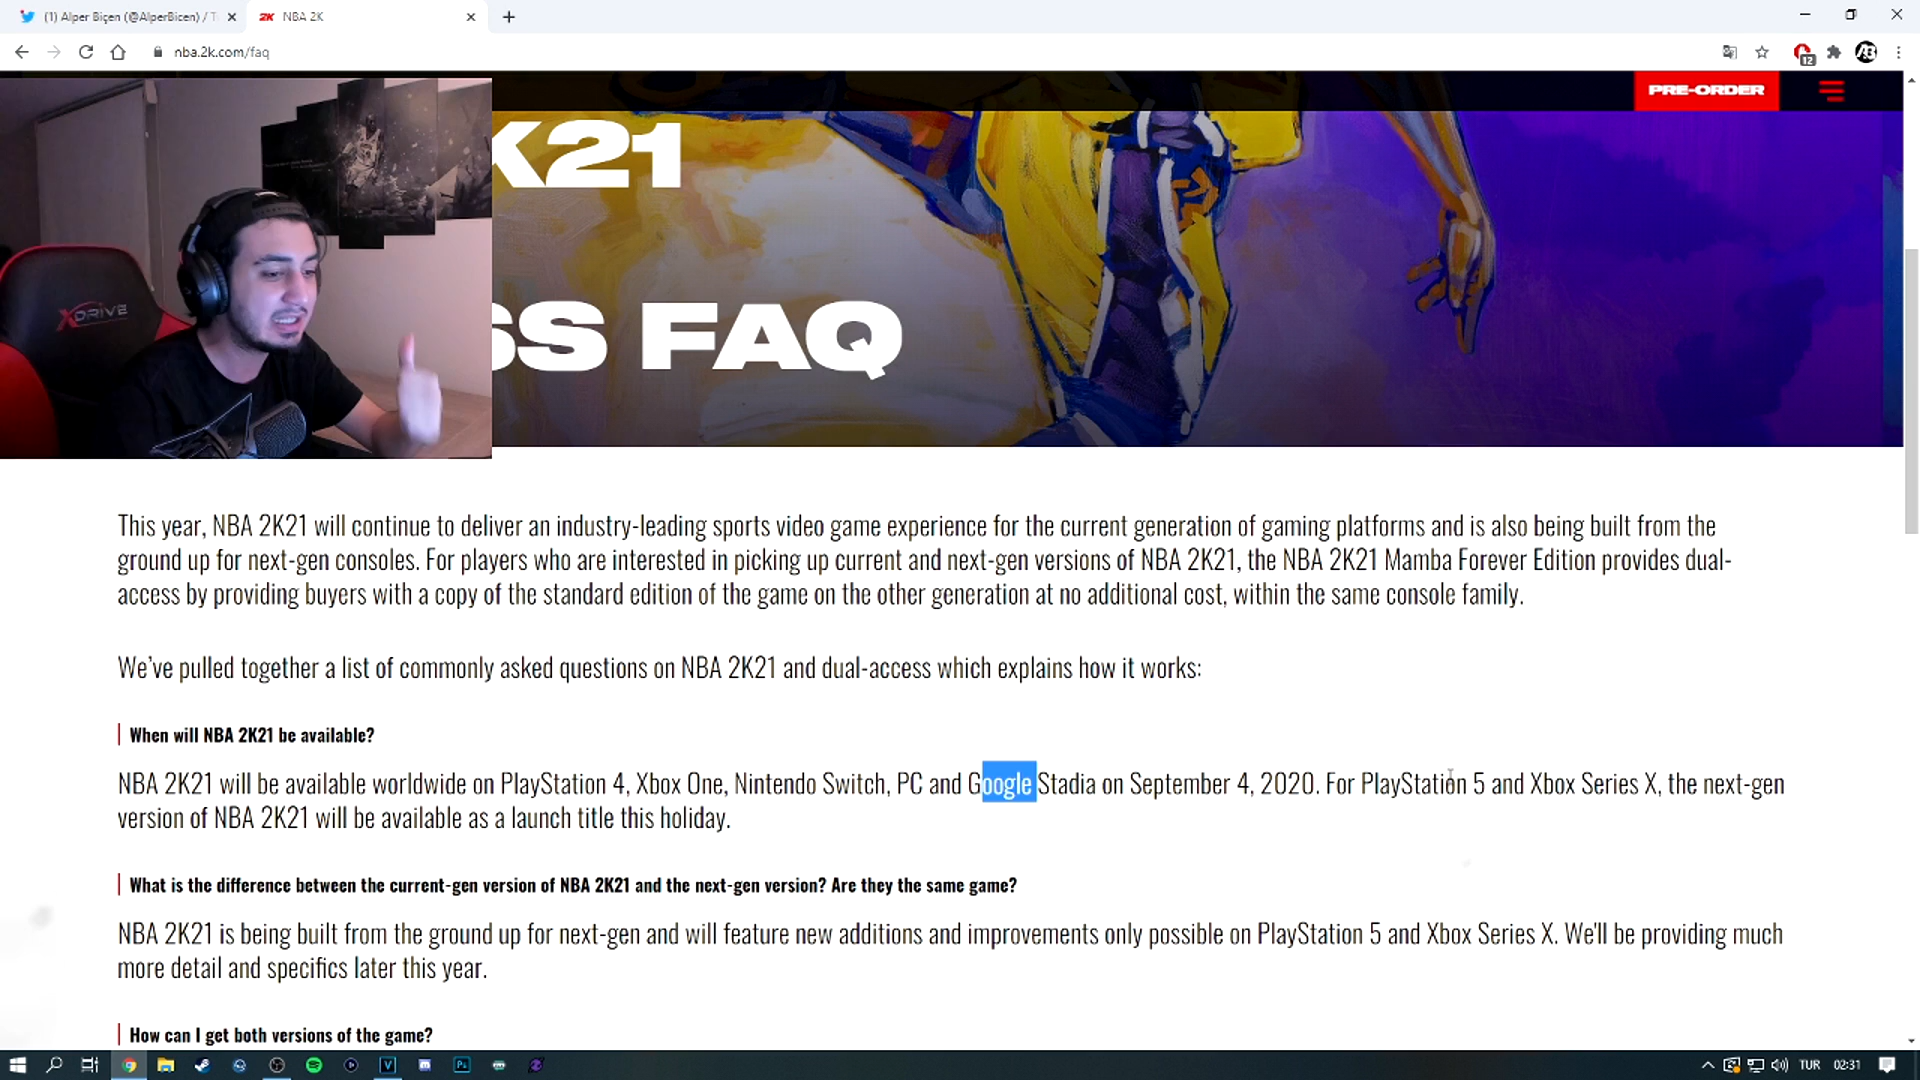 (1) Alper Biçen (@AlperBicen) / T
2K NBA 2K
nba.2k.com/faq
12
PRE-ORDER
K21
SS FAQ
XDRIVE
This year, NBA 2K21 will continue to deliver an industry-leading sports video game experience for the current generation of gaming platforms and is also being built from the
ground up for next-gen consoles. For players who are interested in picking up current and next-gen versions of NBA 2K21, the NBA 2K21 Mamba Forever Edition provides dual-
access by providing buyers with a copy of the standard edition of the game on the other generation at no additional cost, within the same console family.
We've pulled together a list of commonly asked questions on NBA 2K21 and dual-access which explains how it works:
When will NBA 2K21 be available?
NBA 2K21 will be available worldwide on PlayStation 4, Xbox One, Nintendo Switch, PC and Google Stadia on September 4, 2020. For PlayStation 5 and Xbox Series X, the next-gen
version of NBA 2K21 will be available as a launch title this holiday.
What is the difference between the current-gen version of NBA 2K21 and the next-gen version? Are they the same game?
NBA 2K21 is being built from the ground up for next-gen and will feature new additions and improvements only possible on PlayStation 5 and Xbox Series X. We'll be providing much
more detail and specifics later this year.
How can I get both versions of the game?
TUR 02:31